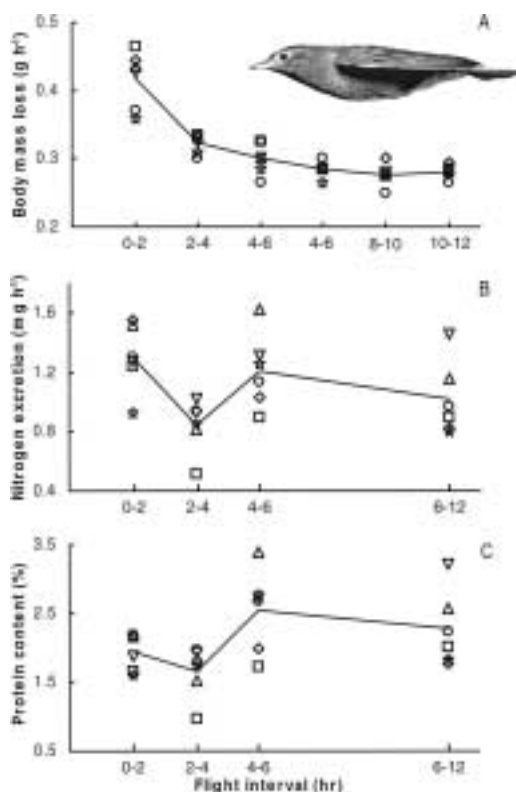 A
0.5
0.4
0.3
0.2
Body mass loss (g h¹)
0-2 2-4 4-6 4-6 8-10 10-12
B
1.6
1.2
0.8
0.4
Nitrogen excretion (mg h¹)
0-2 2-4 4-6 6-12
C
3.5
2.5
1.5
0.5
Protein content (%)
0-2 2-4 4-6 6-12
Flight interval (hr)